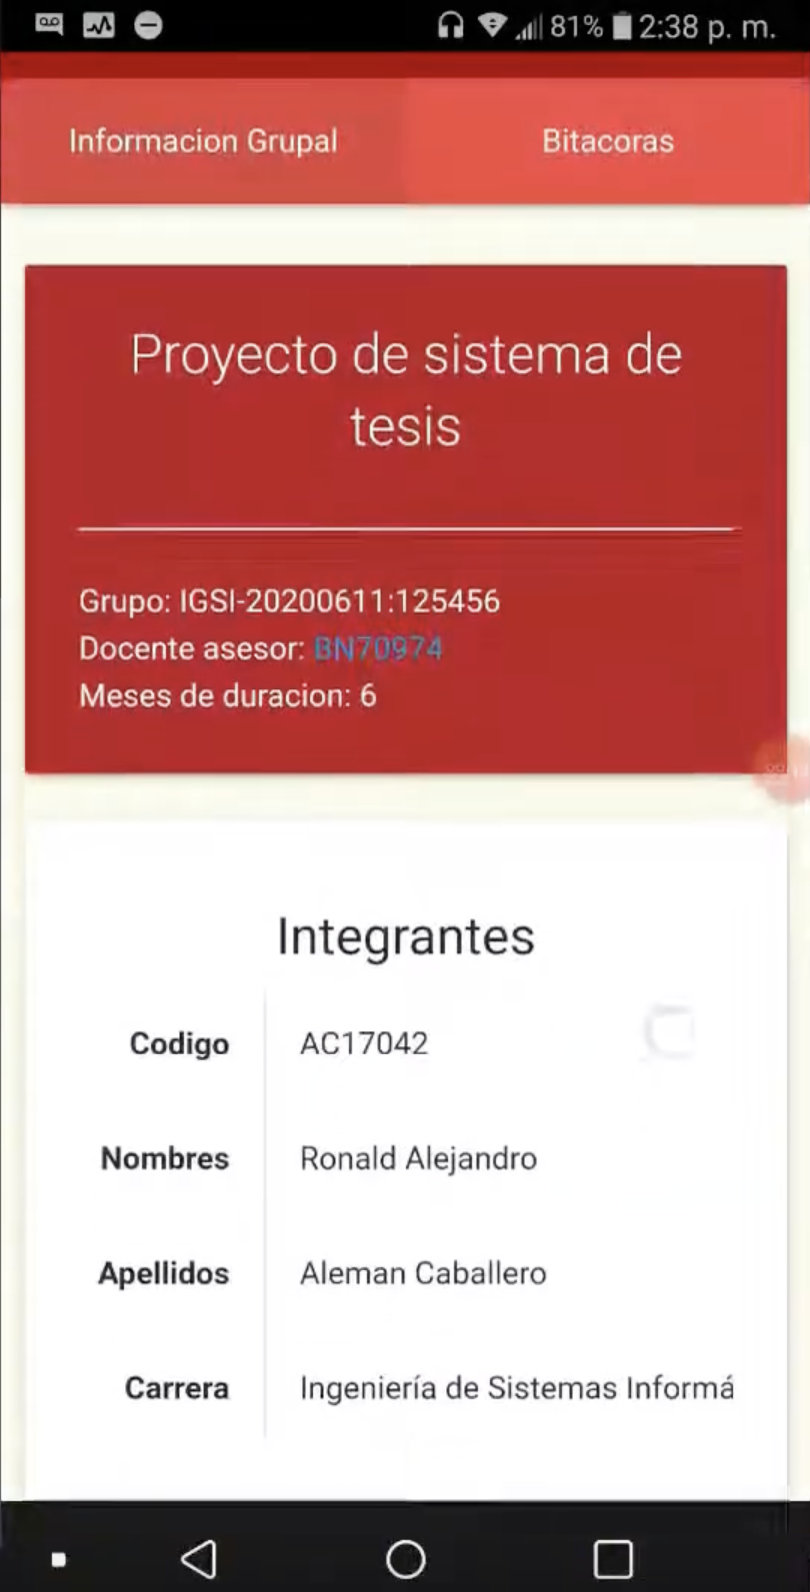 81% 2:38 p. m.
Informacion Grupal
Bitacoras
Proyecto de sistema de
tesis
Grupo: IGSI-20200611:125456
Docente asesor: BN70974
Meses de duracion: 6
Integrantes
Codigo AC17042
Nombres Ronald Alejandro
Apellidos Aleman Caballero
Carrera Ingeniería de Sistemas Informá